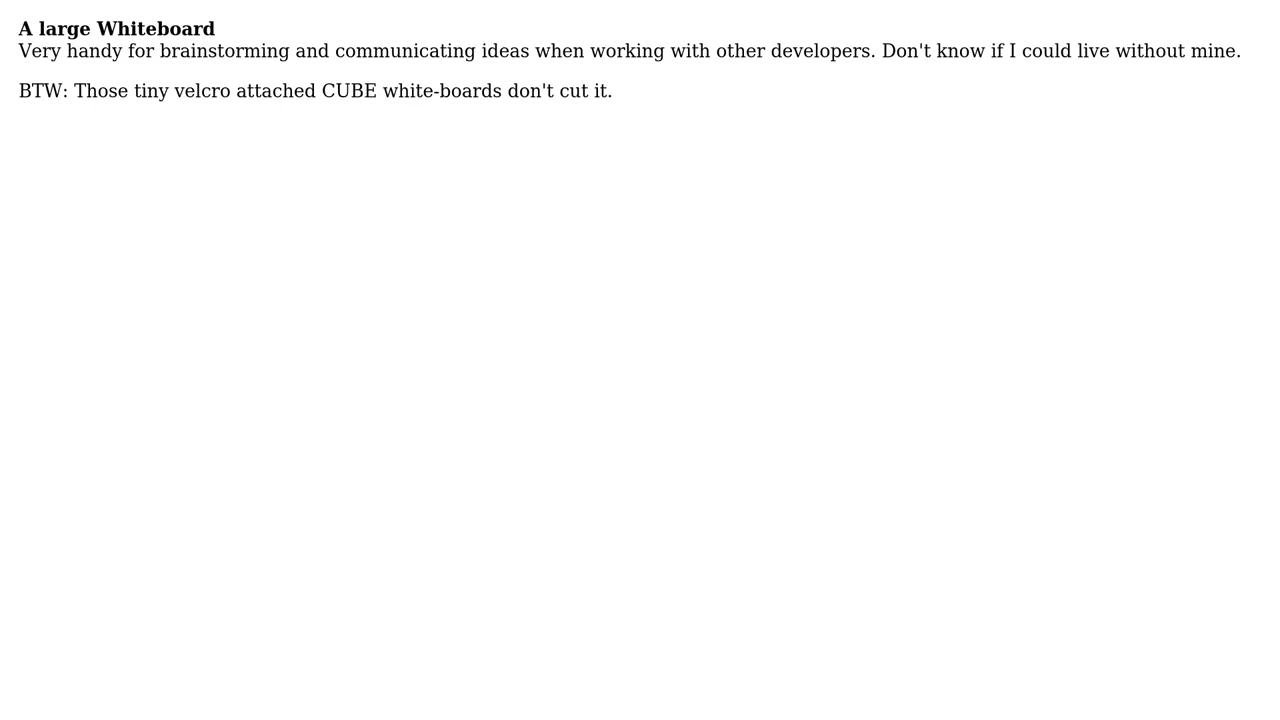 A large Whiteboard
Very handy for brainstorming and communicating ideas when working with other developers. Don't know if I could live without mine.
BTW: Those tiny velcro attached CUBE white-boards don't cut it.